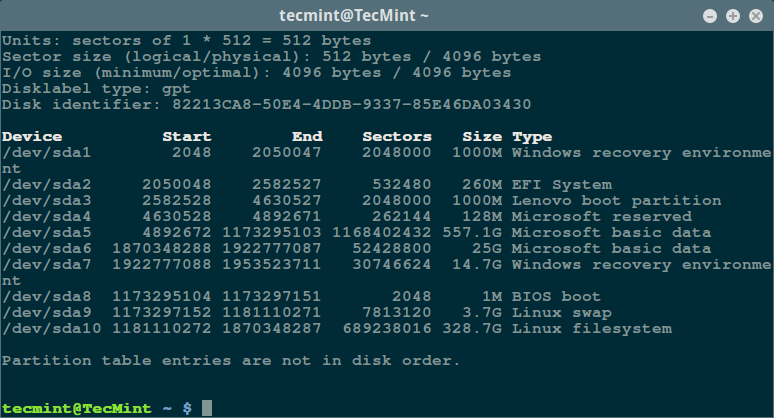 tecmint@TecMint ~
Units: sectors of 1 * 512 = 512 bytes
Sector size (logical/physical): 512 bytes / 4096 bytes
I/O size (minimum/optimal): 4096 bytes / 4096 bytes
Disklabel type: gpt
Disk identifier: 82213CA8-50E4-4DDB-9337-85E46DA03430
Device          Start        End    Sectors   Size Type
/dev/sda1        2048    2050047    2048000  1000M Windows recovery environme
nt
/dev/sda2     2050048    2582527     532480   260M EFI System
/dev/sda3     2582528    4630527    2048000  1000M Lenovo boot partition
/dev/sda4     4630528    4892671     262144   128M Microsoft reserved
/dev/sda5     4892672 1173295103 1168402432 557.1G Microsoft basic data
/dev/sda6  1870348288 1922777087   52428800    25G Microsoft basic data
/dev/sda7  1922777088 1953523711   30746624  14.7G Windows recovery environme
nt
/dev/sda8  1173295104 1173297151       2048     1M BIOS boot
/dev/sda9  1173297152 1181110271    7813120   3.7G Linux swap
/dev/sda10 1181110272 1870348287  689238016 328.7G Linux filesystem
Partition table entries are not in disk order.
tecmint@TecMint ~ $